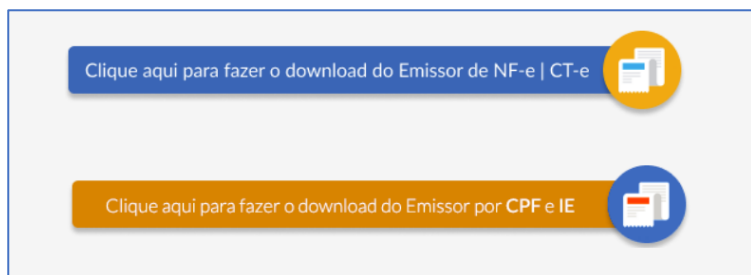 Clique aqui para fazer o download do Emissor de NF-e | CT-e
Clique aqui para fazer o download do Emissor por CPF e IE